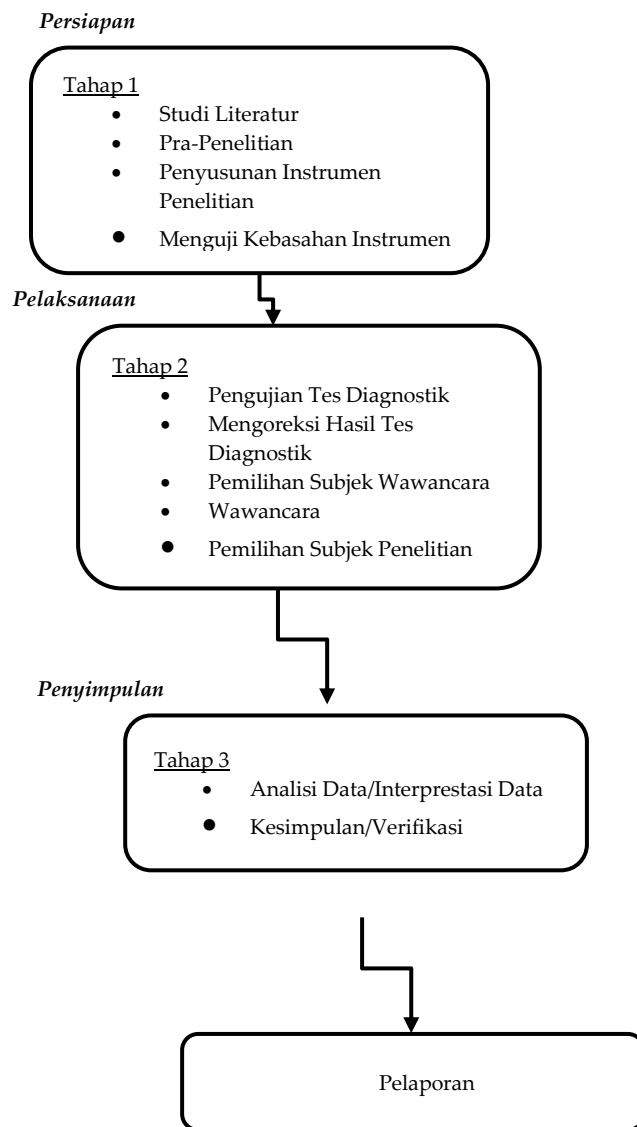 Persiapan
Tahap 1
• Studi Literatur
• Pra-Penelitian
• Penyusunan Instrumen
Penelitian
• Menguji Kebasahan Instrumen
Pelaksanaan
Tahap 2
• Pengujian Tes Diagnostik
• Mengoreksi Hasil Tes
Diagnostik
• Pemilihan Subjek Wawancara
• Wawancara
• Pemilihan Subjek Penelitian
Penyimpulan
Tahap 3
• Analisi Data/Interprestasi Data
• Kesimpulan/Verifikasi
Pelaporan